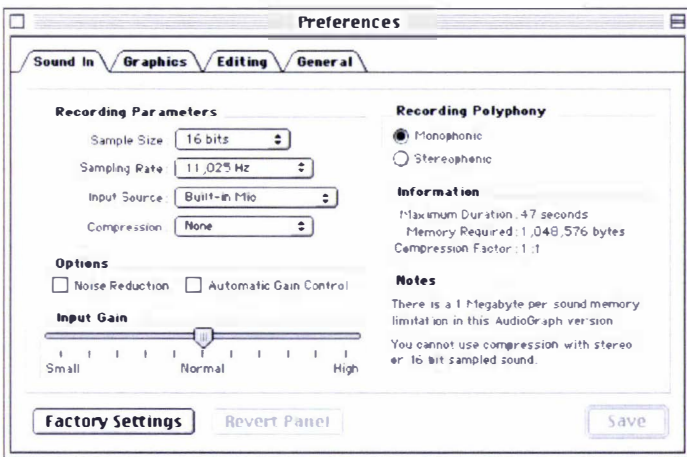 Preferences
Sound In Graphics Editing General
Recording Parameters
Sample Size 16 bits
Sampling Rate: 11,025 Hz
Input Source: Built-in Mic
Compression None
Options
Noise Reduction Automatic Gain Control
Input Gain
Small Normal High
Recording Polyphony
Monophonic
Stereophonic
Information
Maximum Duration: 47 seconds
Memory Required: 1,048,576 bytes
Compression Factor: 1:1
Notes
There is a 1 Megabyte per sound memory
limitation in this AudioGraph version
You cannot use compression with stereo
or 16 bit sampled sound.
Factory Settings Revert Panel Save